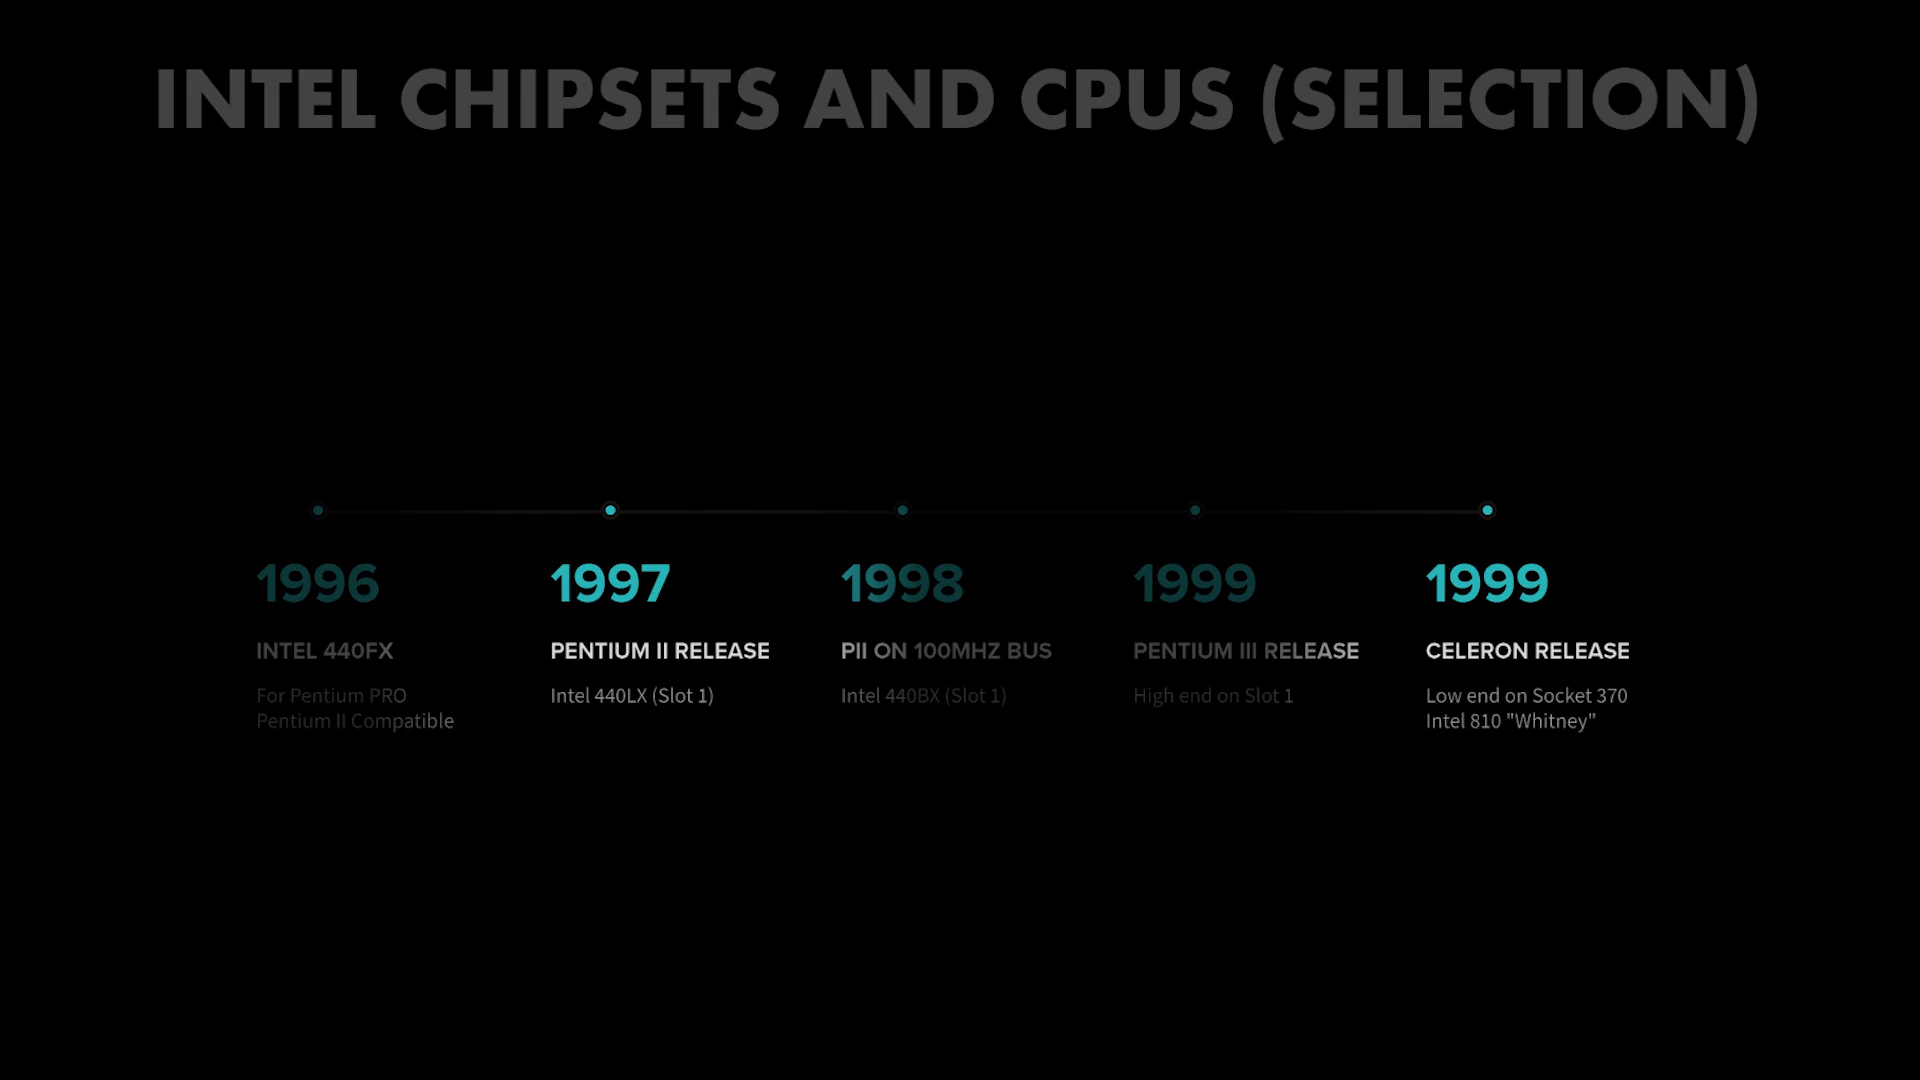 INTEL CHIPSETS AND CPUS (SELECTION)
1996
INTEL 440FX
For Pentium PRO
Pentium II Compatible
1997
PENTIUM II RELEASE
Intel 440LX (Slot 1)
1998
PII ON 100MHZ BUS
Intel 440BX (Slot 1)
1999
PENTIUM III RELEASE
High end on Slot 1
1999
CELERON RELEASE
Low end on Socket 370
Intel 810 "Whitney"